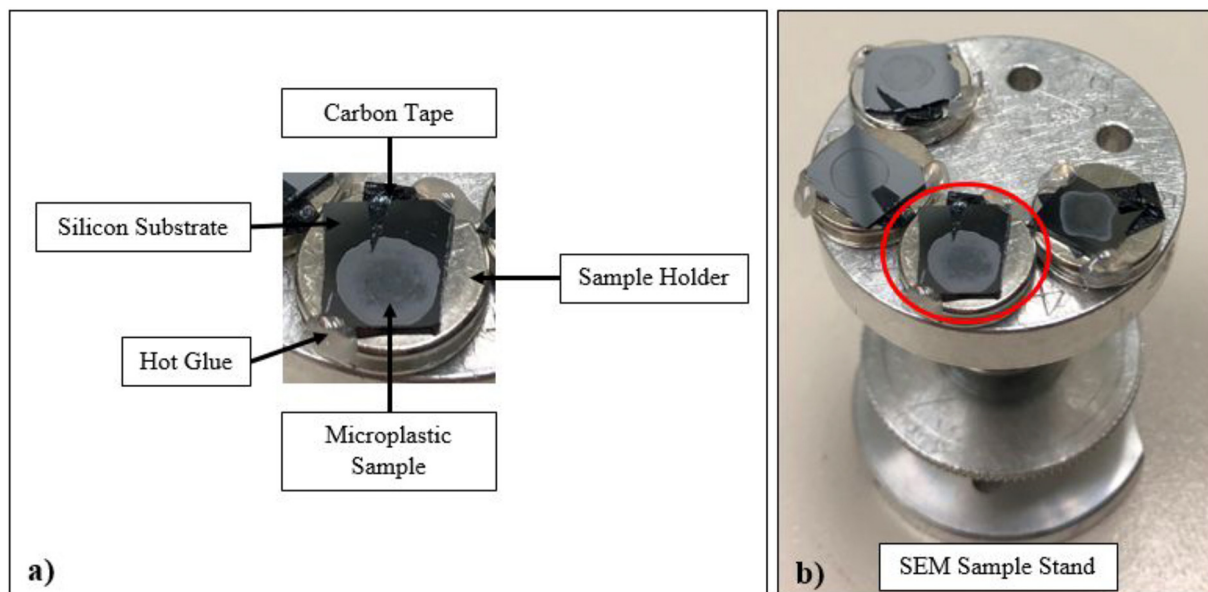 Carbon Tape
Silicon Substrate
Sample Holder
Hot Glue
Microplastic
Sample
a)
SEM Sample Stand
b)